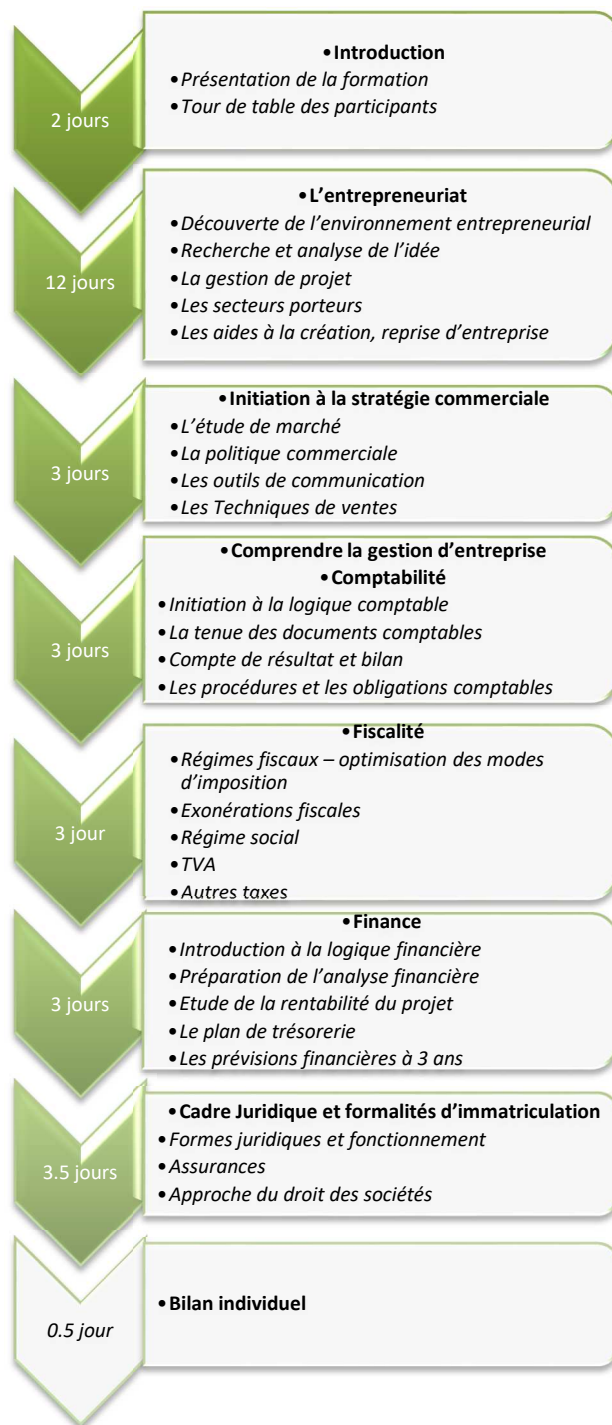 2 jours
•Introduction
•Présentation de la formation
•Tour de table des participants
12 jours
•L'entrepreneuriat
•Découverte de l'environnement entrepreneurial
•Recherche et analyse de l'idée
•La gestion de projet
•Les secteurs porteurs
•Les aides à la création, reprise d'entreprise
3 jours
•Initiation à la stratégie commerciale
•L'étude de marché
•La politique commerciale
•Les outils de communication
•Les Techniques de ventes
3 jours
•Comprendre la gestion d'entreprise
•Comptabilité
•Initiation à la logique comptable
•La tenue des documents comptables
•Compte de résultat et bilan
•Les procédures et les obligations comptables
3 jour
•Fiscalité
•Régimes fiscaux – optimisation des modes
d'imposition
•Exonérations fiscales
•Régime social
•TVA
•Autres taxes
3 jours
•Finance
•Introduction à la logique financière
•Préparation de l'analyse financière
•Etude de la rentabilité du projet
•Le plan de trésorerie
•Les prévisions financières à 3 ans
3.5 jours
•Cadre Juridique et formalités d'immatriculation
•Formes juridiques et fonctionnement
•Assurances
•Approche du droit des sociétés
0.5 jour
•Bilan individuel